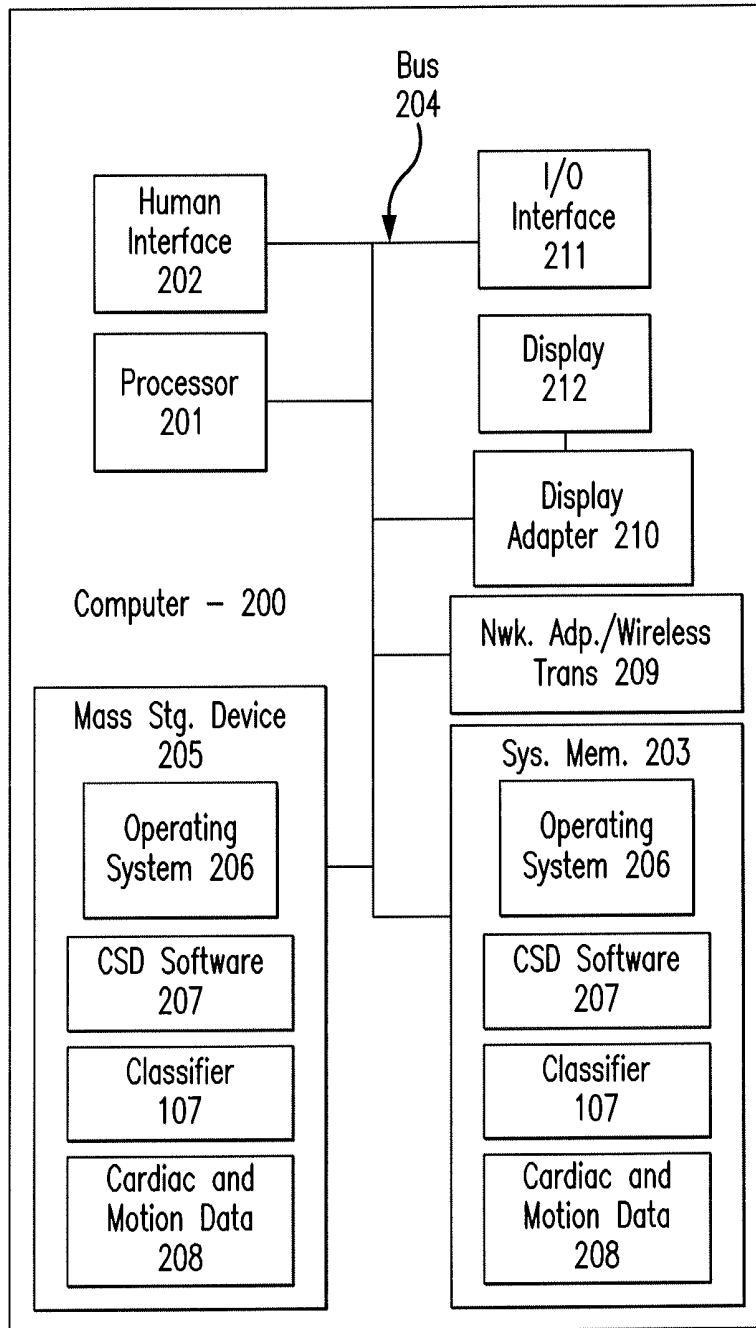 Bus
204
Human
Interface
202
I/O
Interface
211
Processor
201
Display
212
Display
Adapter 210
Computer – 200
Nwk. Adp./Wireless
Trans 209
Mass Stg. Device
205
Operating
System 206
CSD Software
207
Classifier
107
Cardiac and
Motion Data
208
Sys. Mem. 203
Operating
System 206
CSD Software
207
Classifier
107
Cardiac and
Motion Data
208